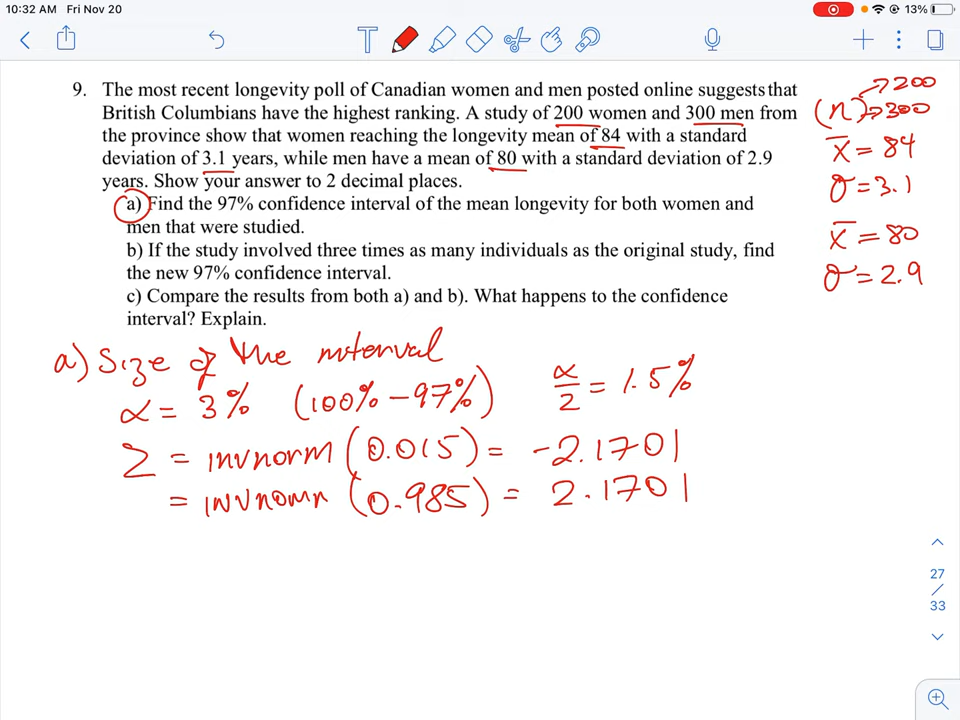 10:32 AM Fri Nov 20
13%
T
9. The most recent longevity poll of Canadian women and men posted online suggests that
British Columbians have the highest ranking. A study of 200 women and 300 men from
the province show that women reaching the longevity mean of 84 with a standard
deviation of 3.1 years, while men have a mean of 80 with a standard deviation of 2.9
years. Show your answer to 2 decimal places.
a) Find the 97% confidence interval of the mean longevity for both women and
men that were studied.
b) If the study involved three times as many individuals as the original study, find
the new 97% confidence interval.
c) Compare the results from both a) and b). What happens to the confidence
interval? Explain.
→200
(n)→300
x̄ = 84
σ = 3.1
x̄ = 80
σ = 2.9
a) Size of the interval
α = 3% (100% − 97%) α/2 = 1.5%
Z = invnorm (0.015) = −2.1701
= invnorm (0.985) = 2.1701
27
/
33